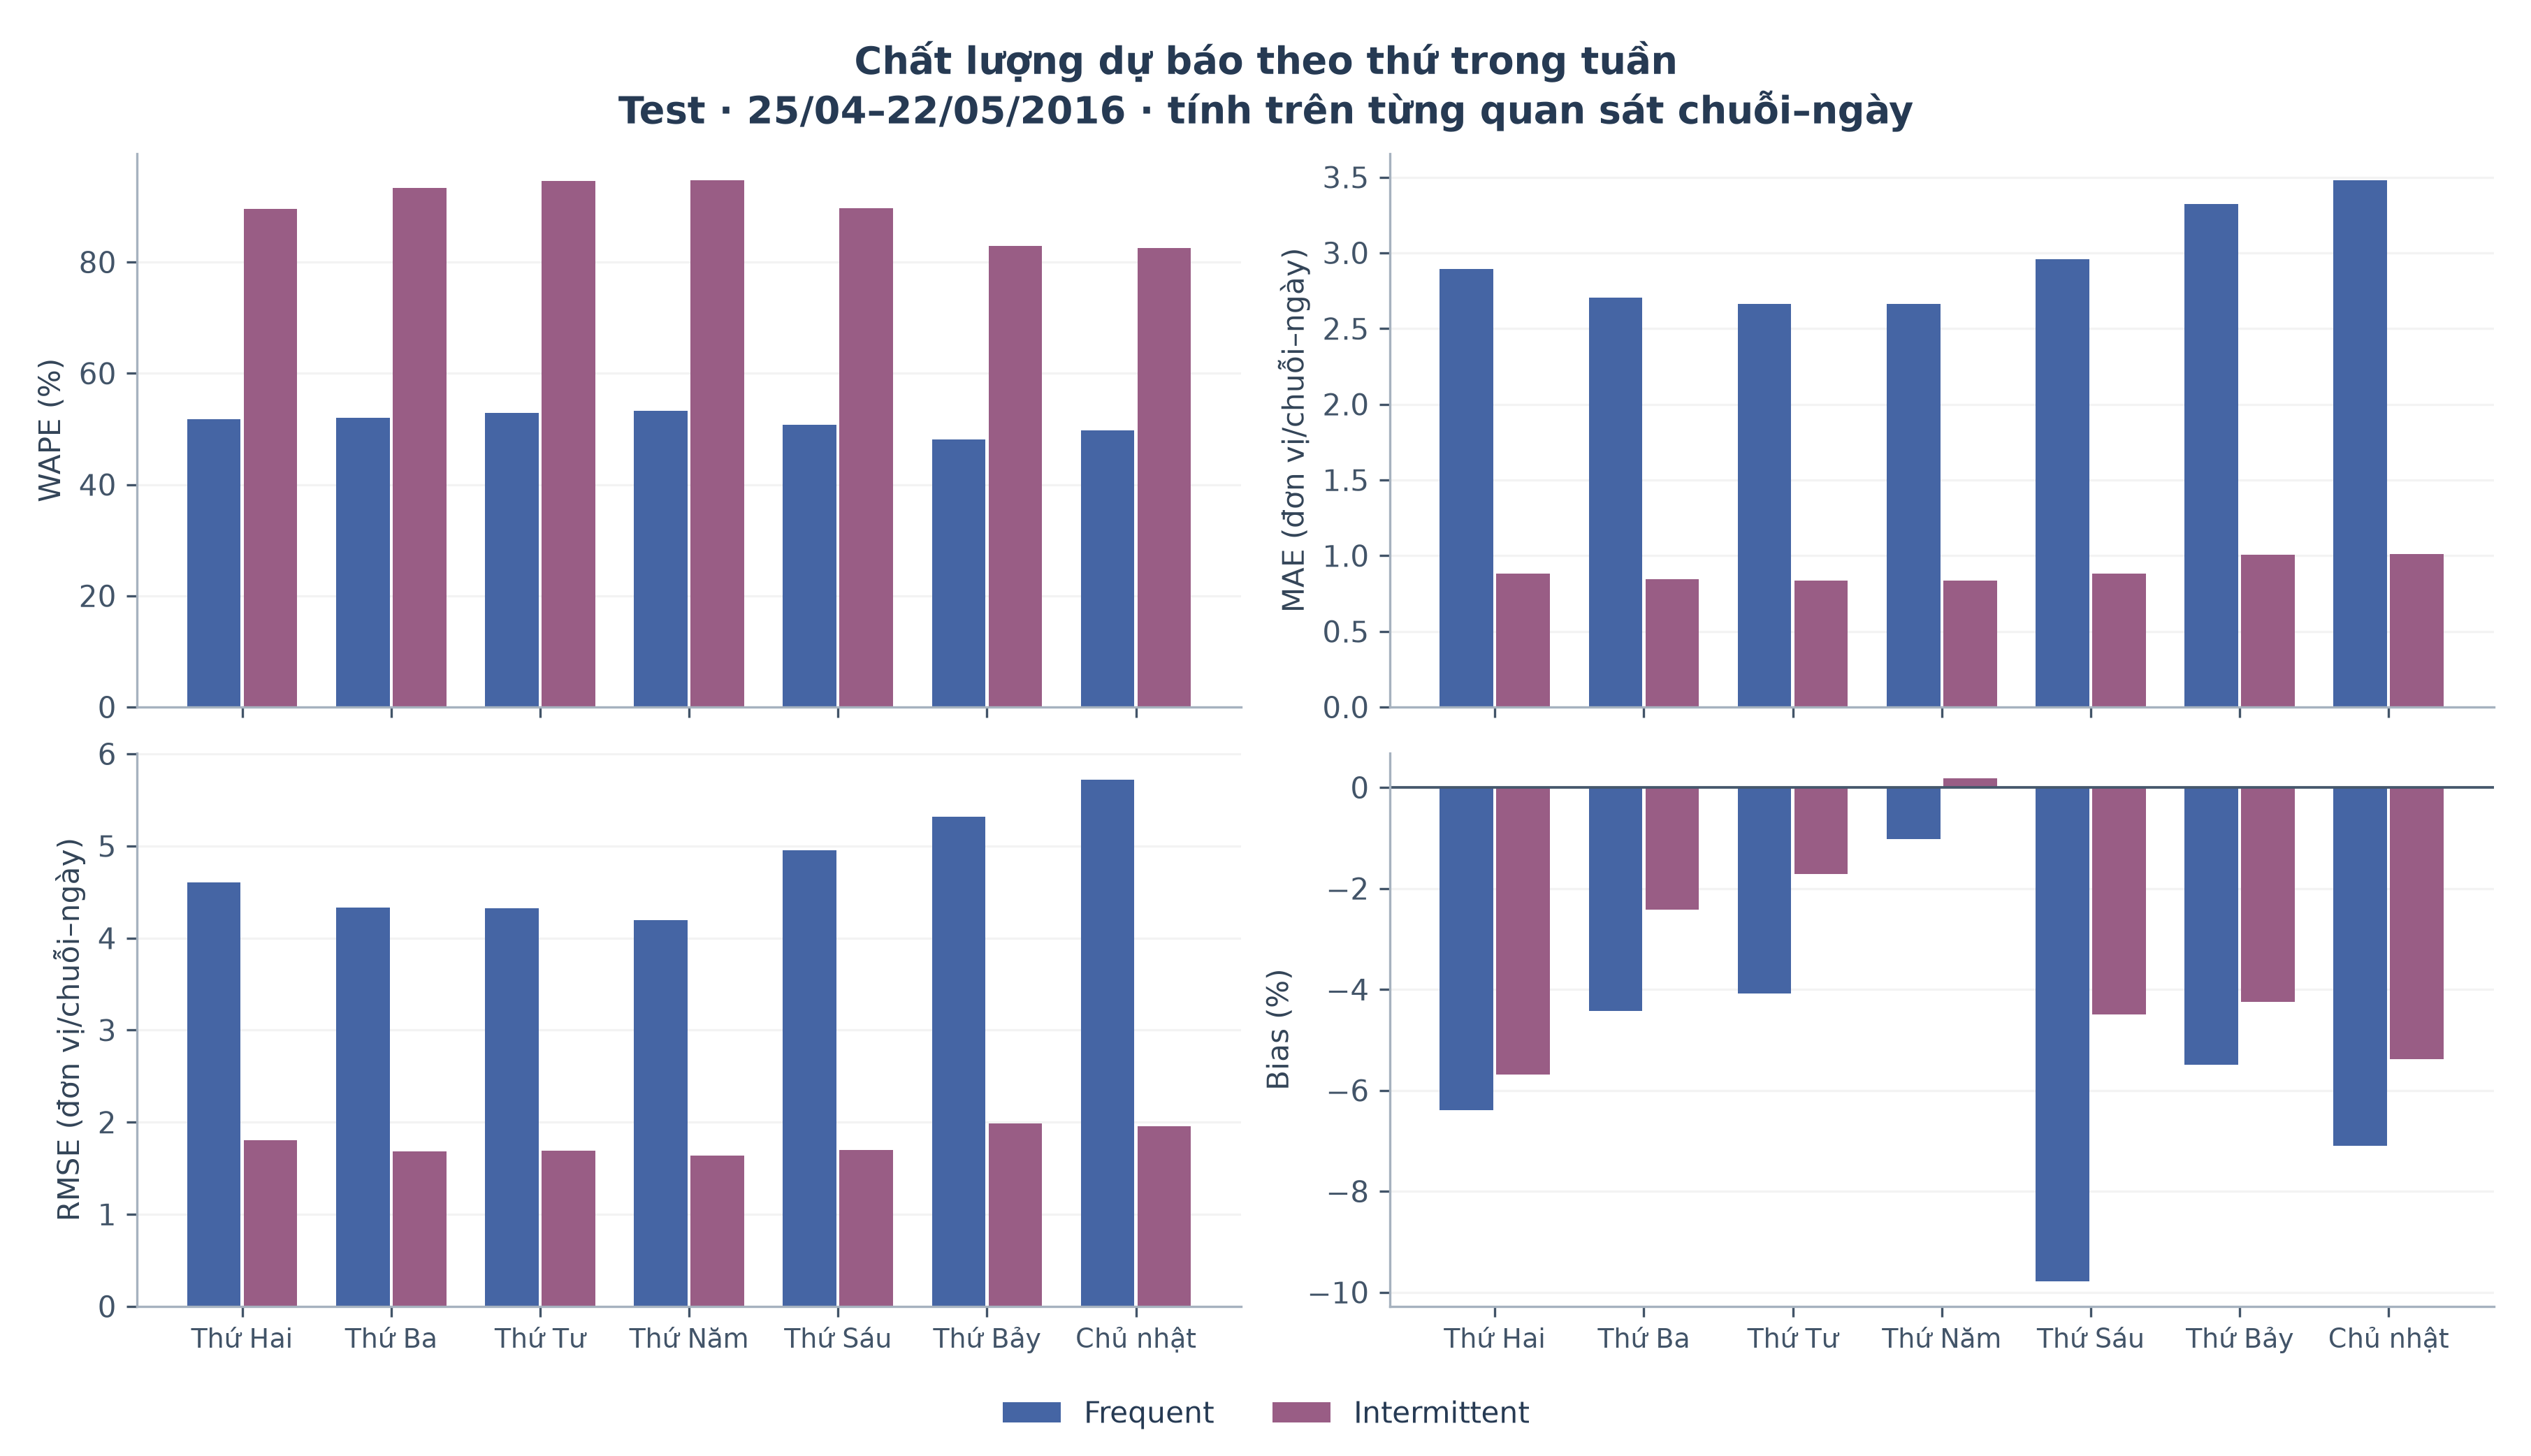 Chất lượng dự báo theo thứ trong tuần
Test · 25/04–22/05/2016 · tính trên từng quan sát chuỗi–ngày
WAPE (%)
80
60
40
20
0
MAE (đơn vị/chuỗi–ngày)
3.5
3.0
2.5
2.0
1.5
1.0
0.5
0.0
RMSE (đơn vị/chuỗi–ngày)
6
5
4
3
2
1
0
Thứ Hai Thứ Ba Thứ Tư Thứ Năm Thứ Sáu Thứ Bảy Chủ nhật
Bias (%)
0
−2
−4
−6
−8
−10
Thứ Hai Thứ Ba Thứ Tư Thứ Năm Thứ Sáu Thứ Bảy Chủ nhật
Frequent Intermittent